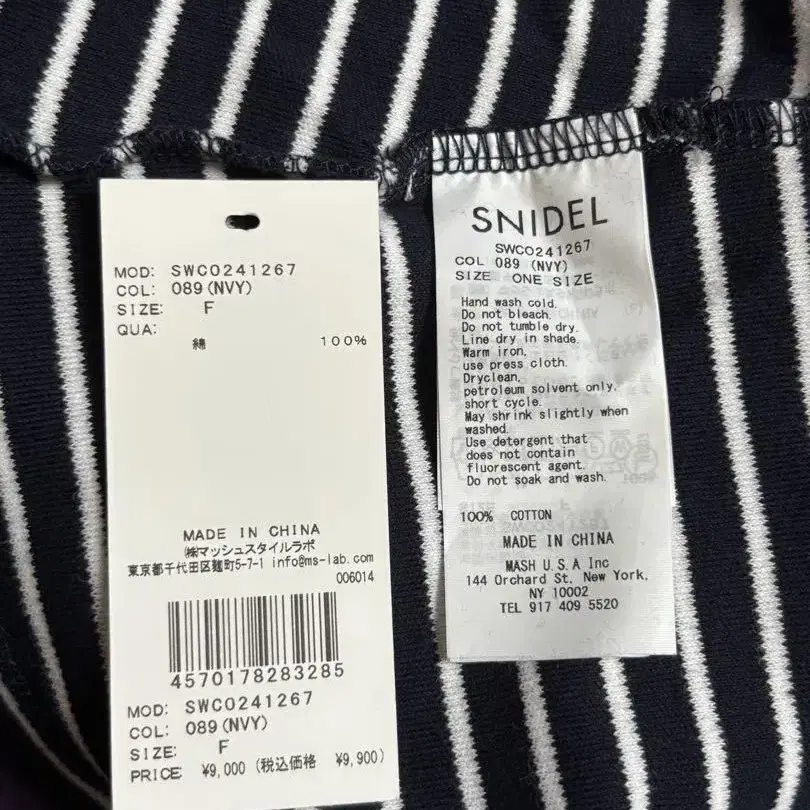 MOD: SWCO241267
COL: 089(NVY)
SIZE: F
QUA:
綿 100%
MADE IN CHINA
㈱マッシュスタイルラボ
東京都千代田区麹町5-7-1 info@ms-lab.com
006014
4570178283285
MOD: SWCO241267
COL: 089(NVY)
SIZE: F
PRICE ¥9,000 (税込価格 ¥9,900)
SNIDEL
SWCO241267
COL 089 (NVY)
SIZE ONE SIZE
Hand wash cold.
Do not bleach.
Do not tumble dry.
Line dry in shade.
Warm iron,
use press cloth.
Dryclean,
petroleum solvent only.
short cycle.
May shrink slightly when
washed.
Use detergent that
does not contain
fluorescent agent.
Do not soak and wash.
100% COTTON
MADE IN CHINA
MASH U.S.A Inc
144 Orchard St, New York,
NY 10002
TEL 917 409 5520